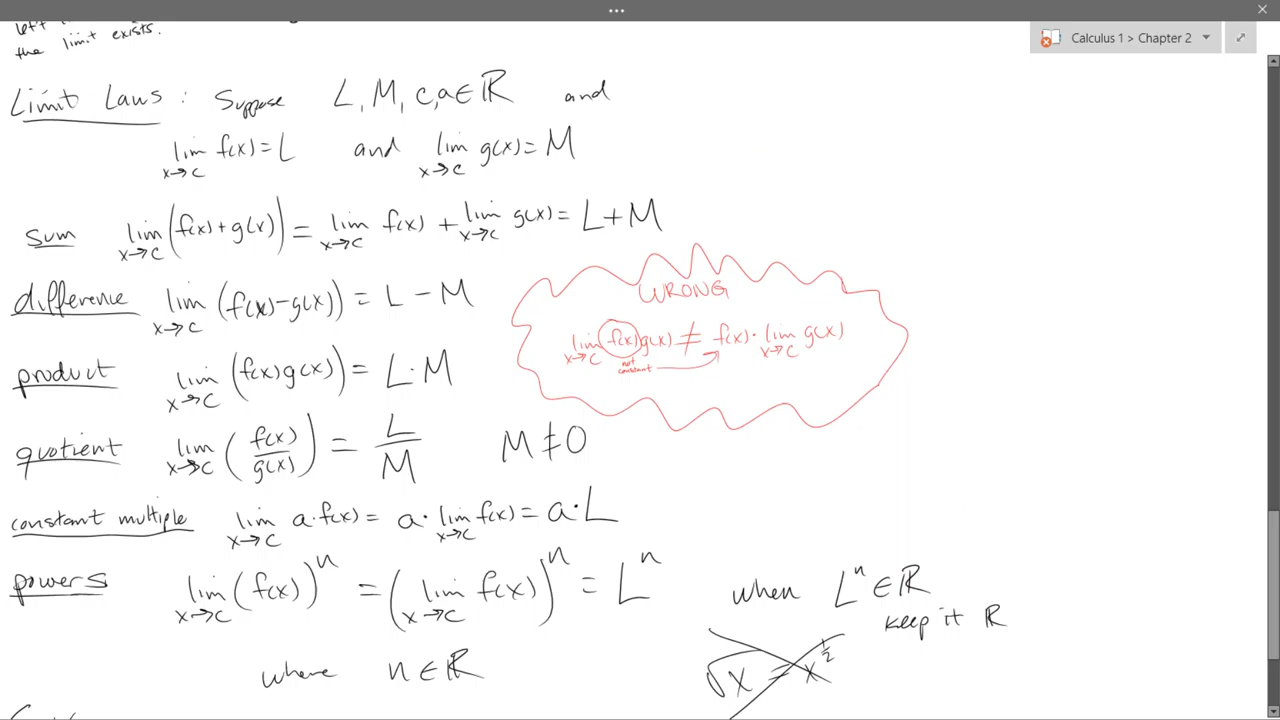 Calculus 1 > Chapter 2
left
the limit exists.
Limit Laws: Suppose L, M, c, a ∈ ℝ and
lim x→c f(x) = L and lim x→c g(x) = M
sum lim x→c (f(x) + g(x)) = lim x→c f(x) + lim x→c g(x) = L + M
difference lim x→c (f(x) - g(x)) = L - M
WRONG
lim x→c f(x) g(x) ≠ f(x) · lim x→c g(x)
not constant
product lim x→c (f(x) g(x)) = L · M
quotient lim x→c (f(x)/g(x)) = L/M M ≠ 0
constant multiple lim x→c a · f(x) = a · lim x→c f(x) = a · L
powers lim x→c (f(x))^n = (lim x→c f(x))^n = L^n when L^n ∈ ℝ
keep it ℝ
where n ∈ ℝ √x = x^1/2